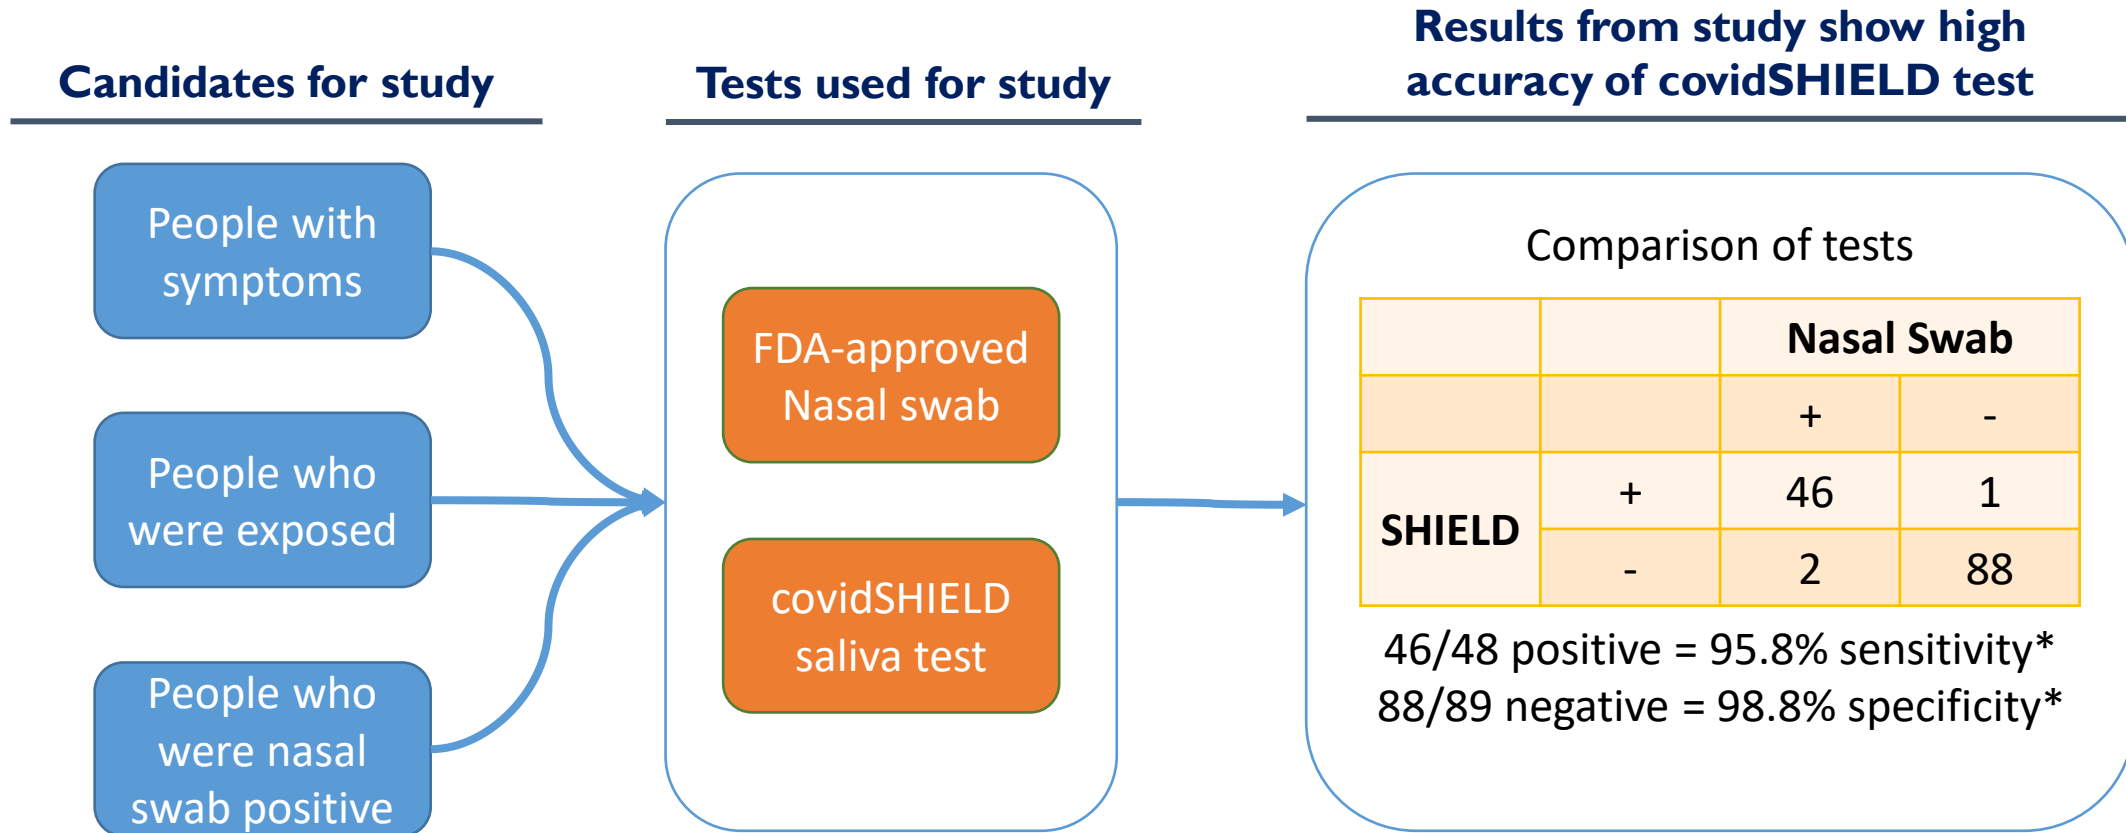 Candidates for study
People with
symptoms
People who
were exposed
People who
were nasal
swab positive
Tests used for study
FDA-approved
Nasal swab
covidSHIELD
saliva test
Results from study show high
accuracy of covidSHIELD test
Comparison of tests
Nasal Swab
+ -
SHIELD + 46 1
- 2 88
46/48 positive = 95.8% sensitivity*
88/89 negative = 98.8% specificity*